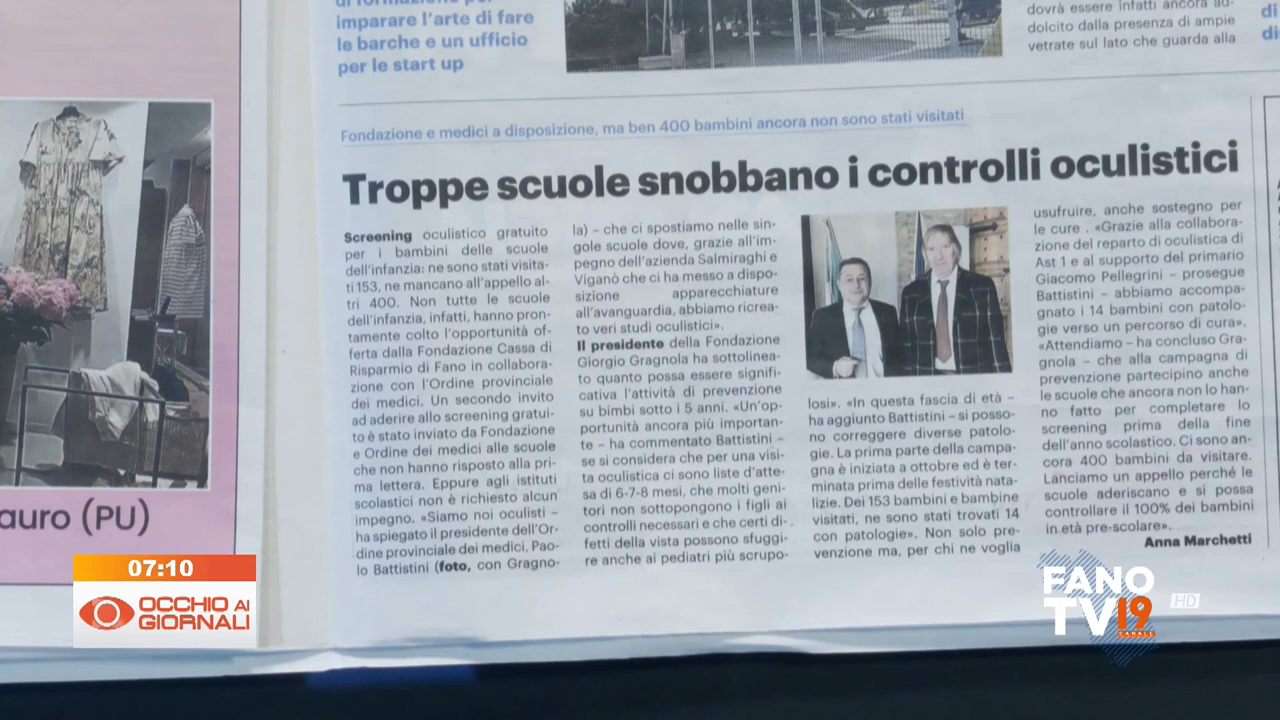 imparare l'arte di fare
le barche e un ufficio
per le start up
dovrà essere infatti ancora ad-
dolcito dalla presenza di ampie
vetrate sul lato che guarda alla
di
Fondazione e medici a disposizione, ma ben 400 bambini ancora non sono stati visitati
Troppe scuole snobbano i controlli oculistici
Screening oculistico gratuito
per i bambini delle scuole
dell'infanzia: ne sono stati visita-
ti 153, ne mancano all'appello al-
tri 400. Non tutte le scuole
dell'infanzia, infatti, hanno pron-
tamente colto l'opportunità of-
ferta dalla Fondazione Cassa di
Risparmio di Fano in collabora-
zione con l'Ordine provinciale
dei medici. Un secondo invito
ad aderire allo screening gratui-
to è stato inviato da Fondazione
e Ordine dei medici alle scuole
che non hanno risposto alla pri-
ma lettera. Eppure agli istituti
scolastici non è richiesto alcun
impegno. «Siamo noi oculisti –
ha spiegato il presidente dell'Or-
dine provinciale dei medici, Pao-
lo Battistini (foto, con Gragno-
la) – che ci spostiamo nelle sin-
gole scuole dove, grazie all'im-
pegno dell'azienda Salmiraghi e
Viganò che ci ha messo a dispo-
sizione apparecchiature
all'avanguardia, abbiamo ricrea-
to veri studi oculistici».
Il presidente della Fondazione
Giorgio Gragnola ha sottolinea-
to quanto possa essere signifi-
cativa l'attività di prevenzione
su bimbi sotto i 5 anni. «Un'op-
portunità ancora più importan-
te – ha commentato Battistini –
se si considera che per una visi-
ta oculistica ci sono liste d'atte-
sa di 6-7-8 mesi, che molti geni-
tori non sottopongono i figli ai
controlli necessari e che certi di-
fetti della vista possono sfuggi-
re anche ai pediatri più scrupo-
losi». «In questa fascia di età –
ha aggiunto Battistini – si posso-
no correggere diverse patolo-
gie. La prima parte della campa-
gna è iniziata a ottobre ed è ter-
minata prima delle festività nata-
lizie. Dei 153 bambini e bambine
visitati, ne sono stati trovati 14
con patologie». Non solo pre-
venzione ma, per chi ne voglia
usufruire, anche sostegno per
le cure . «Grazie alla collabora-
zione del reparto di oculistica di
Ast 1 e al supporto del primario
Giacomo Pellegrini – prosegue
Battistini – abbiamo accompa-
gnato i 14 bambini con patolo-
gie verso un percorso di cura».
«Attendiamo – ha concluso Gra-
gnola – che alla campagna di
prevenzione partecipino anche
le scuole che ancora non lo han-
no fatto per completare lo
screening prima della fine
dell'anno scolastico. Ci sono an-
cora 400 bambini da visitare.
Lanciamo un appello perché le
scuole aderiscano e si possa
controllare il 100% dei bambini
in età pre-scolare».
Anna Marchetti
auro (PU)
07:10
OCCHIO AI
GIORNALI
FANO
TV 19
CANALE
HD